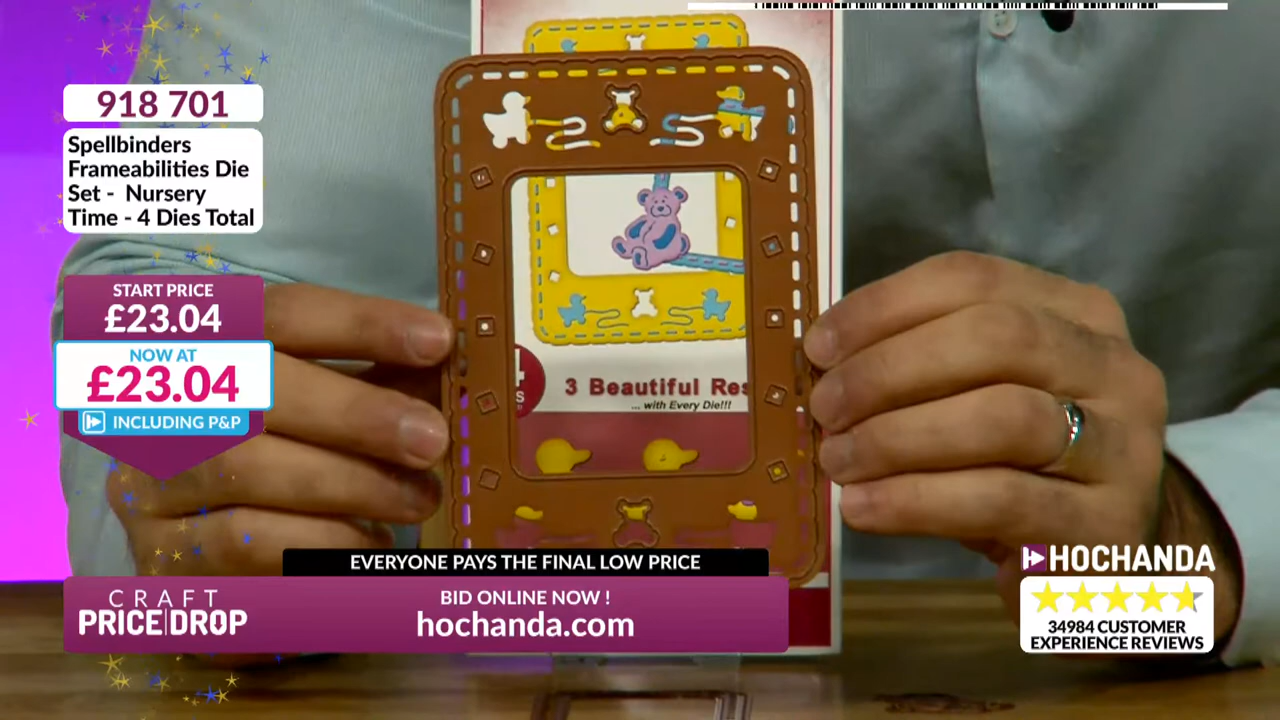 918 701
Spellbinders
Frameabilities Die
Set - Nursery
Time - 4 Dies Total
START PRICE
£23.04
NOW AT
£23.04
INCLUDING P&P
4
S
3 Beautiful Res
... with Every Die!!!
EVERYONE PAYS THE FINAL LOW PRICE
CRAFT
PRICE DROP
BID ONLINE NOW !
hochanda.com
HOCHANDA
34984 CUSTOMER
EXPERIENCE REVIEWS